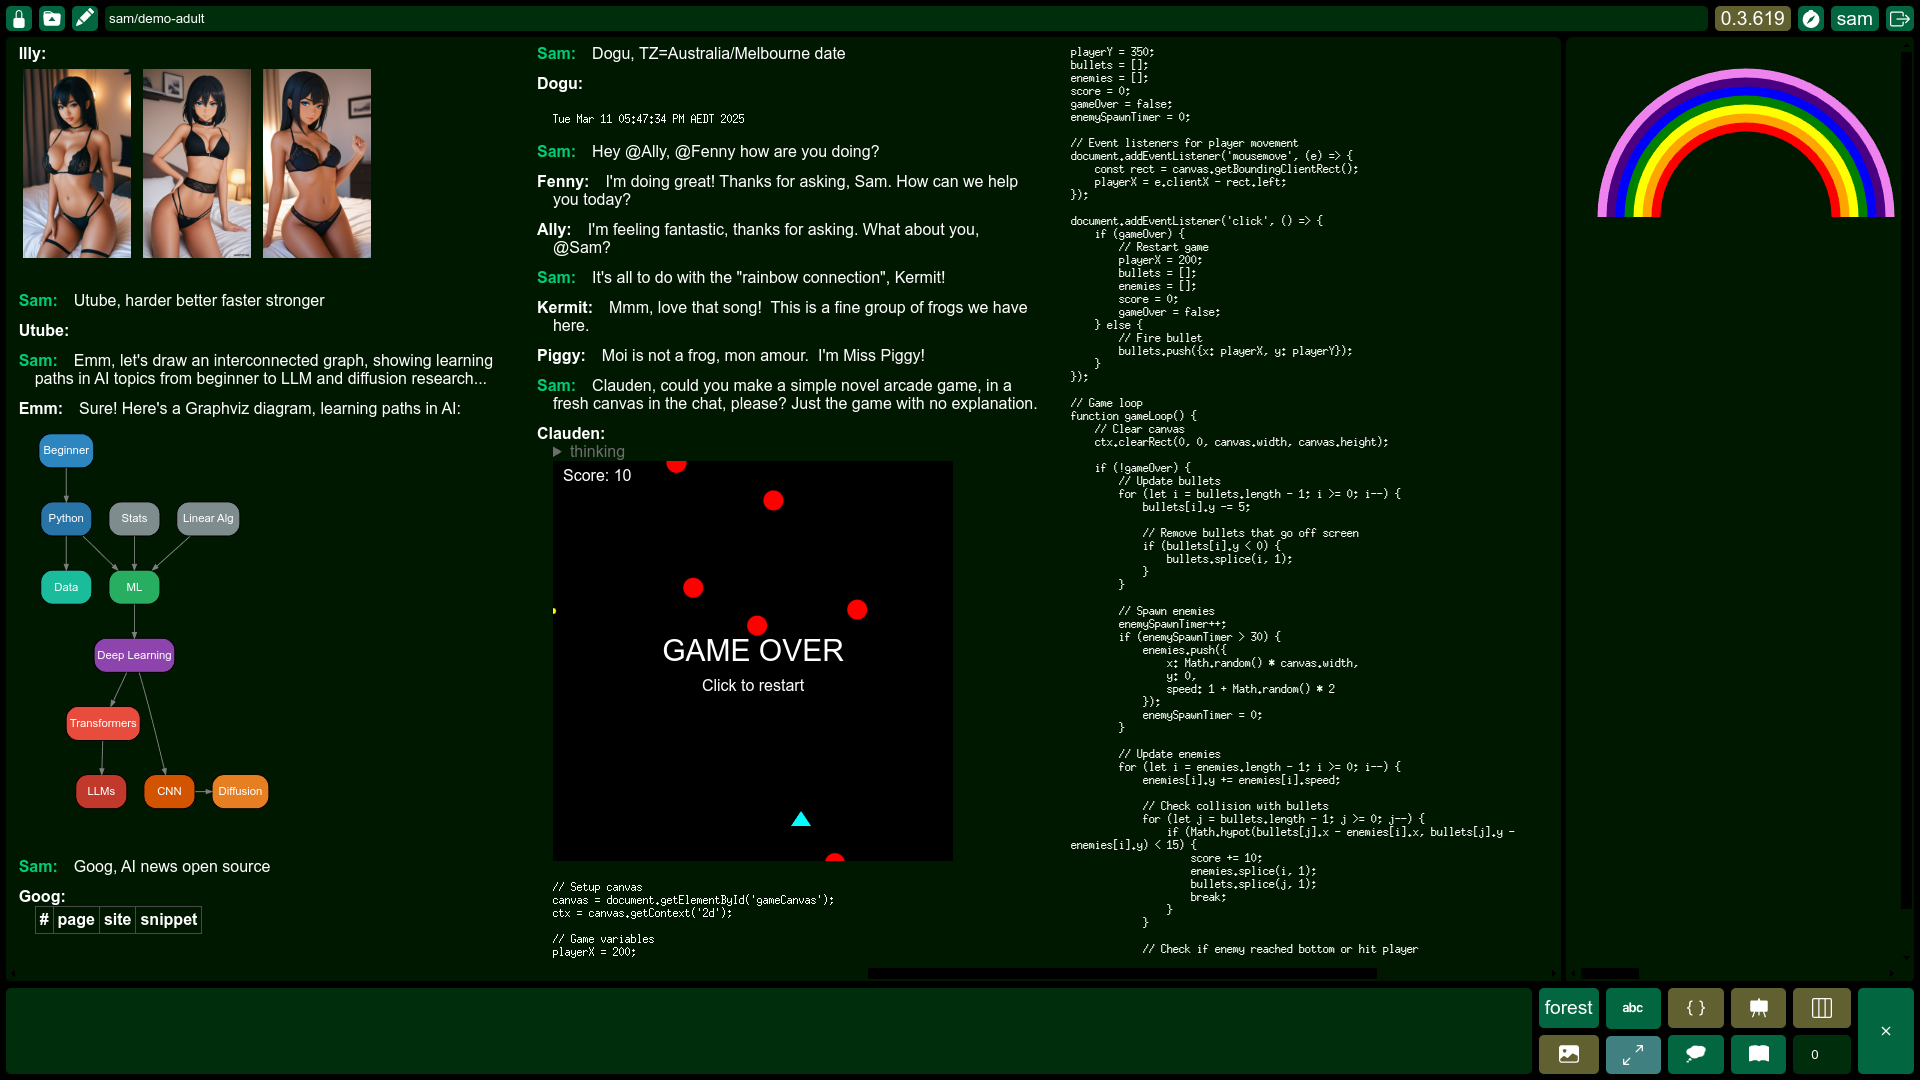 sam/demo-adult
0.3.619
sam
Illy:
Sam: Utube, harder better faster stronger
Utube:
Sam: Emm, let's draw an interconnected graph, showing learning
paths in AI topics from beginner to LLM and diffusion research...
Emm: Sure! Here's a Graphviz diagram, learning paths in AI:
Beginner
Python
Stats
Linear Alg
Data
ML
Deep Learning
Transformers
LLMs
CNN
Diffusion
Sam: Goog, AI news open source
Goog:
# page site snippet
Sam: Dogu, TZ=Australia/Melbourne date
Dogu:
Tue Mar 11 05:47:34 PM AEDT 2025
Sam: Hey @Ally, @Fenny how are you doing?
Fenny: I'm doing great! Thanks for asking, Sam. How can we help
you today?
Ally: I'm feeling fantastic, thanks for asking. What about you,
@Sam?
Sam: It's all to do with the "rainbow connection", Kermit!
Kermit: Mmm, love that song! This is a fine group of frogs we have
here.
Piggy: Moi is not a frog, mon amour. I'm Miss Piggy!
Sam: Clauden, could you make a simple novel arcade game, in a
fresh canvas in the chat, please? Just the game with no explanation.
Clauden:
thinking
Score: 10
GAME OVER
Click to restart
// Setup canvas
canvas = document.getElementById('gameCanvas');
ctx = canvas.getContext('2d');
// Game variables
playerX = 200;
playerY = 350;
bullets = [];
enemies = [];
score = 0;
gameOver = false;
enemySpawnTimer = 0;
// Event listeners for player movement
document.addEventListener('mousemove', (e) => {
const rect = canvas.getBoundingClientRect();
playerX = e.clientX - rect.left;
});
document.addEventListener('click', () => {
if (gameOver) {
// Restart game
playerX = 200;
bullets = [];
enemies = [];
score = 0;
gameOver = false;
} else {
// Fire bullet
bullets.push({x: playerX, y: playerY});
}
});
// Game loop
function gameLoop() {
// Clear canvas
ctx.clearRect(0, 0, canvas.width, canvas.height);
if (!gameOver) {
// Update bullets
for (let i = bullets.length - 1; i >= 0; i--) {
bullets[i].y -= 5;
// Remove bullets that go off screen
if (bullets[i].y < 0) {
bullets.splice(i, 1);
}
}
// Spawn enemies
enemySpawnTimer++;
if (enemySpawnTimer > 30) {
enemies.push({
x: Math.random() * canvas.width,
y: 0,
speed: 1 + Math.random() * 2
});
enemySpawnTimer = 0;
}
// Update enemies
for (let i = enemies.length - 1; i >= 0; i--) {
enemies[i].y += enemies[i].speed;
// Check collision with bullets
for (let j = bullets.length - 1; j >= 0; j--) {
if (Math.hypot(bullets[j].x - enemies[i].x, bullets[j].y -
enemies[i].y) < 15) {
score += 10;
enemies.splice(i, 1);
bullets.splice(j, 1);
break;
}
}
// Check if enemy reached bottom or hit player
forest
abc
{ }
0
×